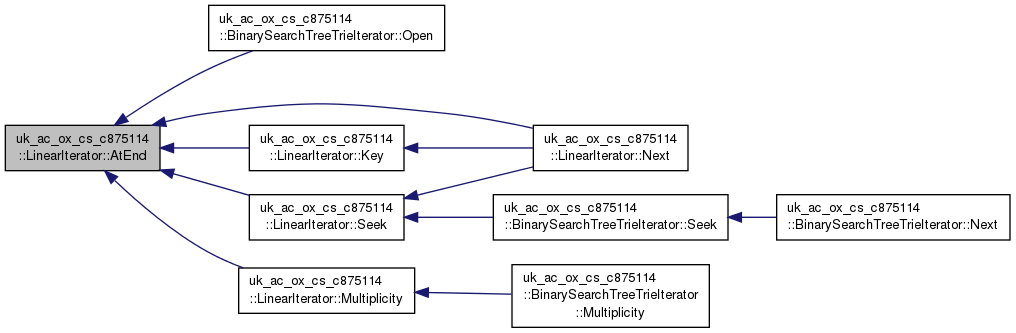 uk_ac_ox_cs_c875114
::BinarySearchTreeTrieIterator::Open
uk_ac_ox_cs_c875114
::LinearIterator::AtEnd
uk_ac_ox_cs_c875114
::LinearIterator::Key
uk_ac_ox_cs_c875114
::LinearIterator::Next
uk_ac_ox_cs_c875114
::LinearIterator::Seek
uk_ac_ox_cs_c875114
::BinarySearchTreeTrieIterator::Seek
uk_ac_ox_cs_c875114
::BinarySearchTreeTrieIterator::Next
uk_ac_ox_cs_c875114
::LinearIterator::Multiplicity
uk_ac_ox_cs_c875114
::BinarySearchTreeTrieIterator
::Multiplicity